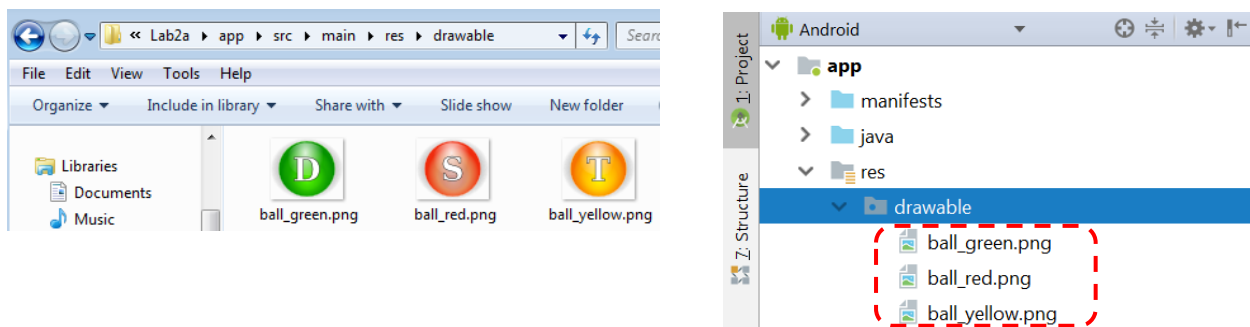 « Lab2a ▸ app ▸ src ▸ main ▸ res ▸ drawable
Sear
File Edit View Tools Help
Organize ▾ Include in library ▾ Share with ▾ Slide show New folder
Libraries
Documents
Music
D
S
T
ball_green.png
ball_red.png
ball_yellow.png
1: Project
7: Structure
Android
app
manifests
java
res
drawable
ball_green.png
ball_red.png
ball_yellow.png